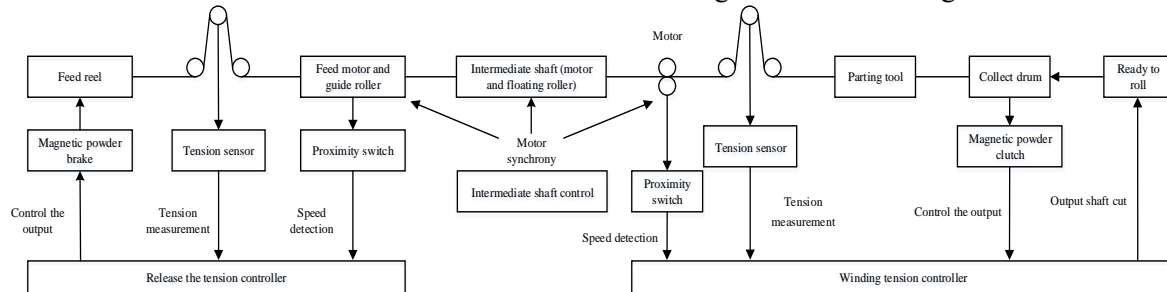 Motor
Feed reel
Feed motor and
guide roller
Intermediate shaft (motor
and floating roller)
Parting tool
Collect drum
Ready to
roll
Magnetic powder
brake
Tension sensor
Proximity switch
Motor
synchrony
Intermediate shaft control
Proximity
switch
Tension sensor
Magnetic powder
clutch
Control the
output
Tension
measurement
Speed
detection
Speed detection
Tension
measurement
Control the output
Output shaft cut
Release the tension controller
Winding tension controller